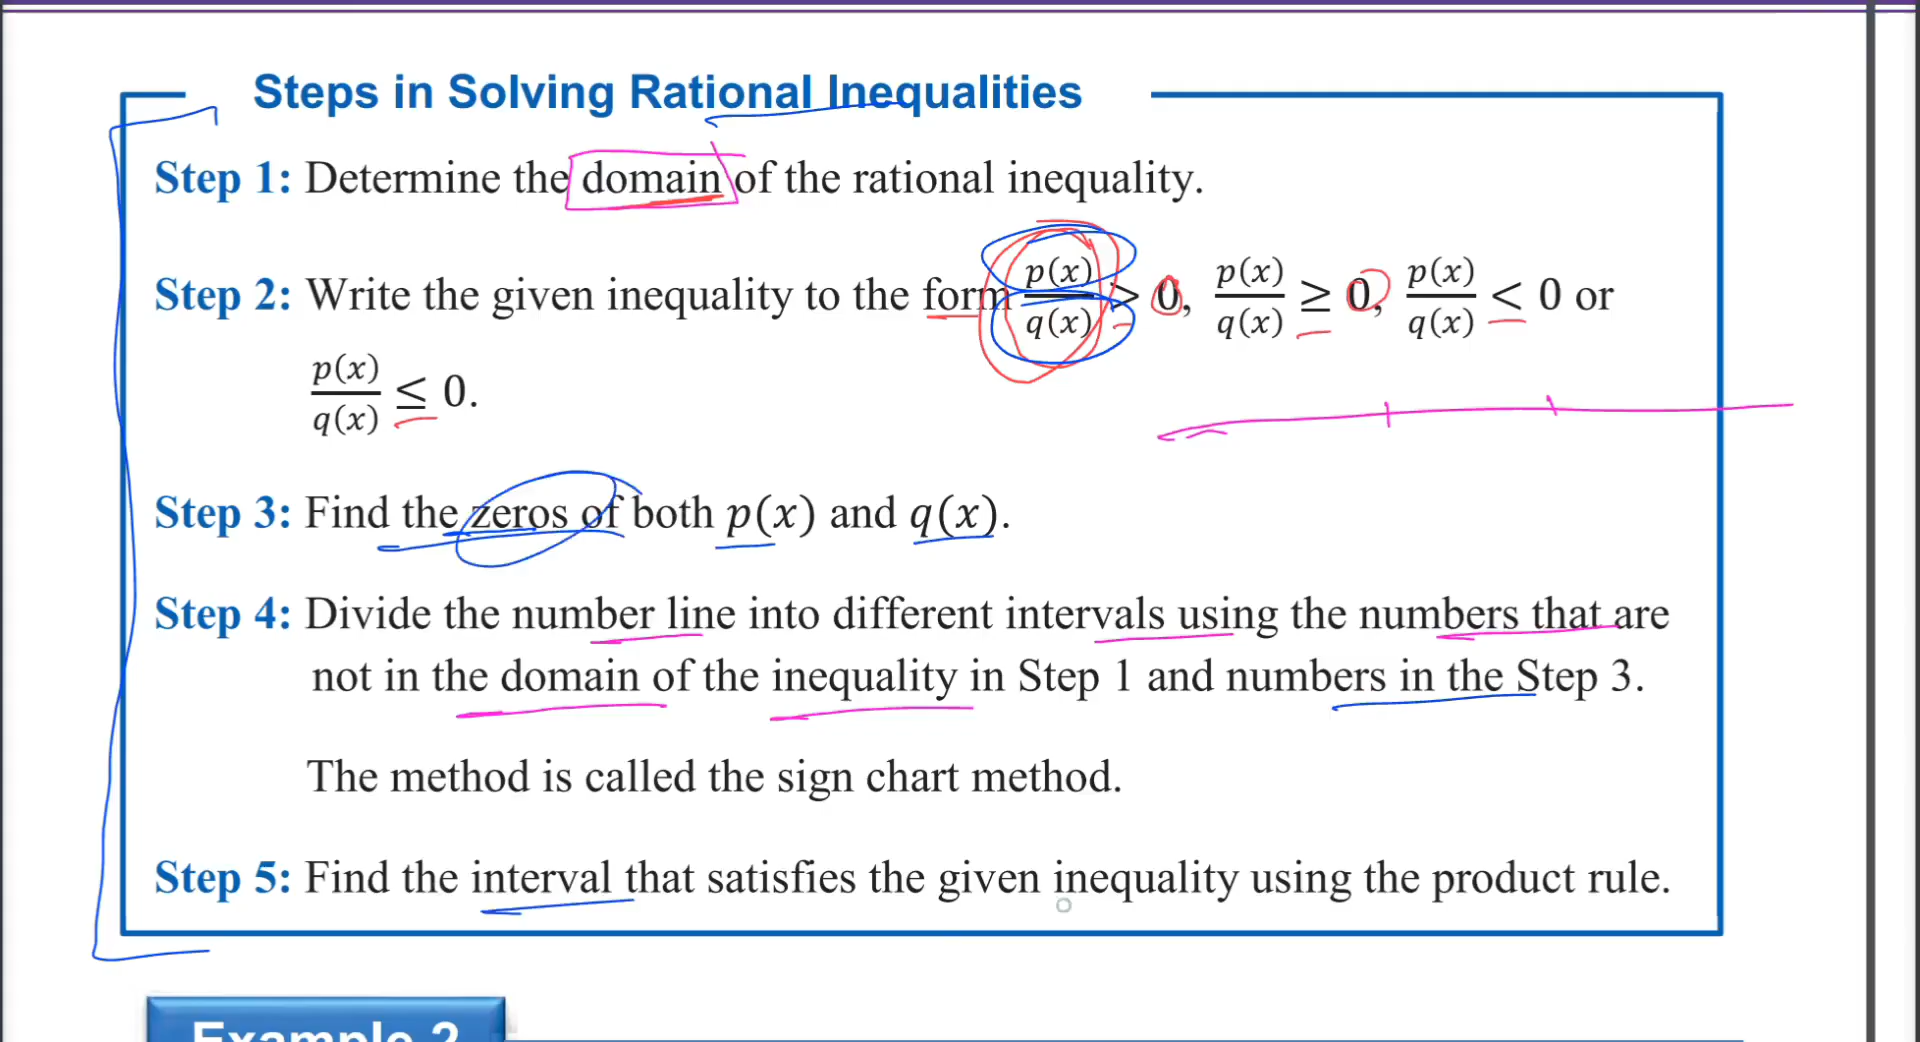 Steps in Solving Rational Inequalities
Step 1: Determine the domain of the rational inequality.
Step 2: Write the given inequality to the form p(x)/q(x) > 0, p(x)/q(x) ≥ 0, p(x)/q(x) < 0 or
p(x)/q(x) ≤ 0.
Step 3: Find the zeros of both p(x) and q(x).
Step 4: Divide the number line into different intervals using the numbers that are
not in the domain of the inequality in Step 1 and numbers in the Step 3.
The method is called the sign chart method.
Step 5: Find the interval that satisfies the given inequality using the product rule.
Example 2